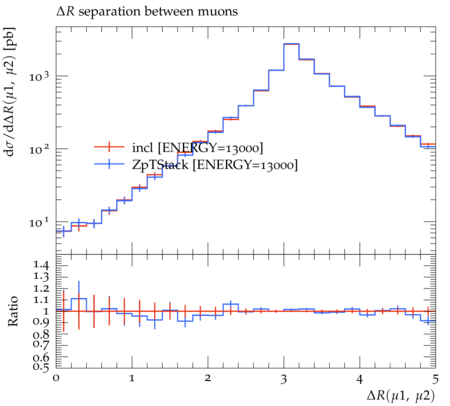 ΔR separation between muons
dσ/dΔR(μ1, μ2) [pb]
10³
10²
10¹
incl [ENERGY=13000]
ZpTStack [ENERGY=13000]
Ratio
1.4
1.3
1.2
1.1
1
0.9
0.8
0.7
0.6
0.5
0 1 2 3 4 5
ΔR(μ1, μ2)